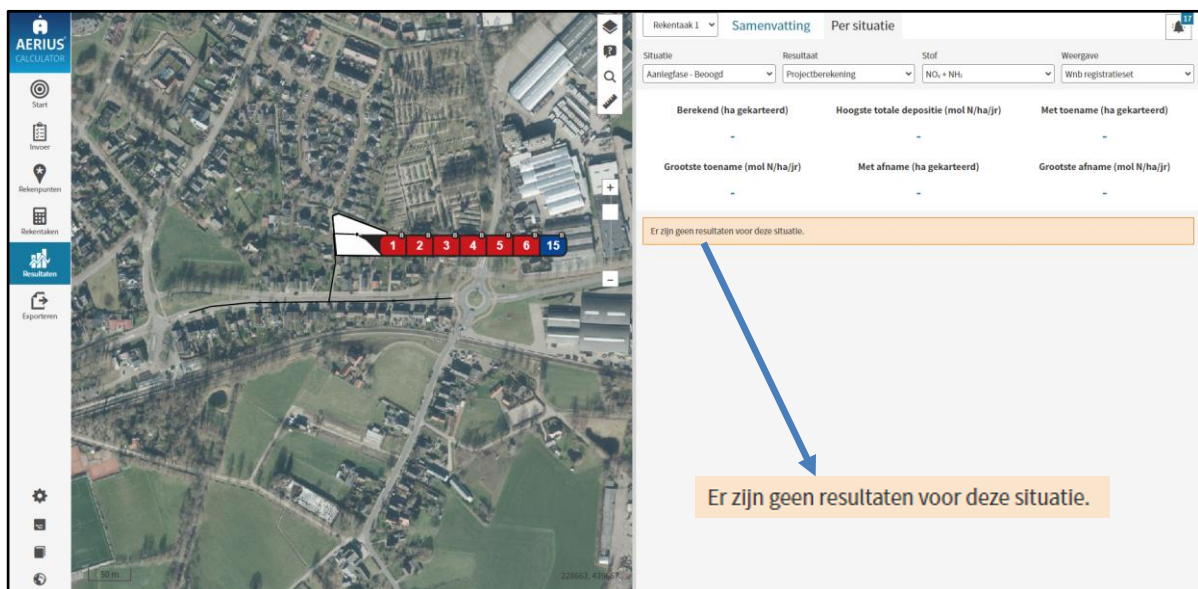 AERIUS
CALCULATOR
Start
Invoer
Rekenpunten
Rekentaken
Resultaten
Exporteren
1 2 3 4 5 6 15
50 m
Rekentaak 1 Samenvatting Per situatie 17
Situatie Resultaat Stof Weergave
Aanlegfase - Beoogd Projectberekening NOₓ + NH₃ Wnb registratieset
Berekend (ha gekarteerd) Hoogste totale depositie (mol N/ha/jr) Met toename (ha gekarteerd)
- - -
Grootste toename (mol N/ha/jr) Met afname (ha gekarteerd) Grootste afname (mol N/ha/jr)
- - -
Er zijn geen resultaten voor deze situatie.
Er zijn geen resultaten voor deze situatie.